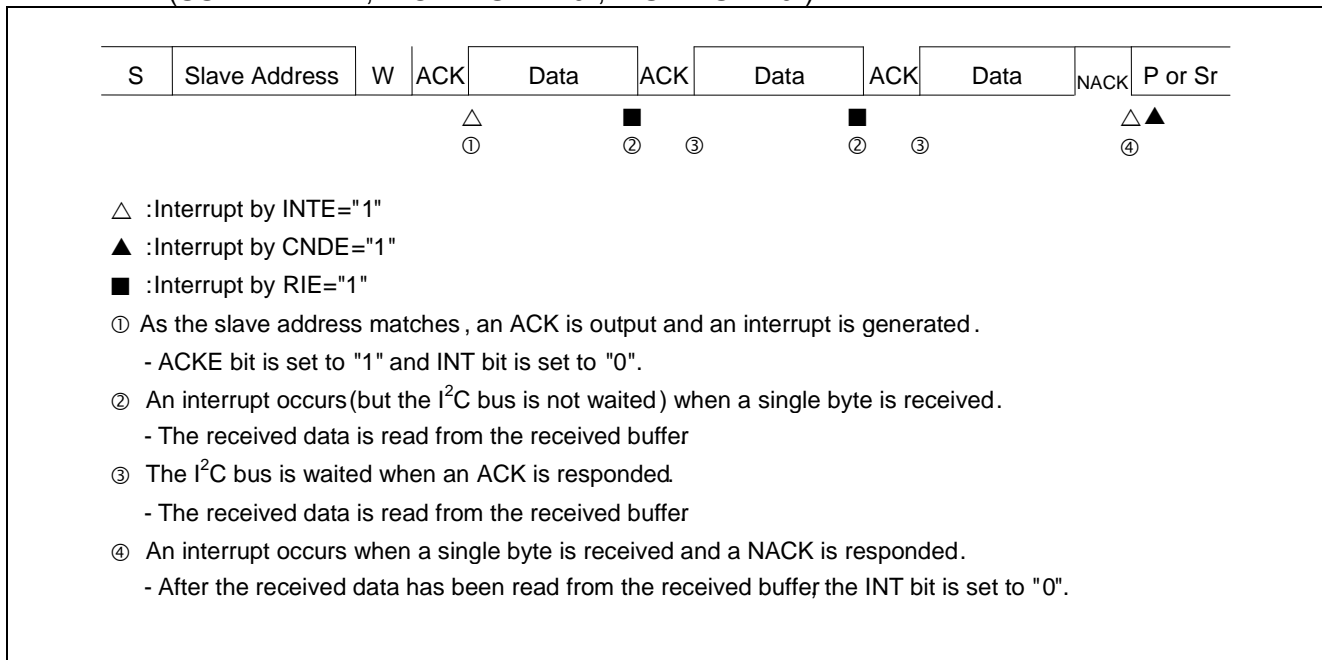 S Slave Address W ACK Data ACK Data ACK Data NACK P or Sr
△ ■ ■ △▲
① ② ③ ② ③ ④
△ :Interrupt by INTE="1"
▲ :Interrupt by CNDE="1"
■ :Interrupt by RIE="1"
① As the slave address matches, an ACK is output and an interrupt is generated.
- ACKE bit is set to "1" and INT bit is set to "0".
② An interrupt occurs(but the I²C bus is not waited) when a single byte is received.
- The received data is read from the received buffer
③ The I²C bus is waited when an ACK is responded.
- The received data is read from the received buffer
④ An interrupt occurs when a single byte is received and a NACK is responded.
- After the received data has been read from the received buffer, the INT bit is set to "0".